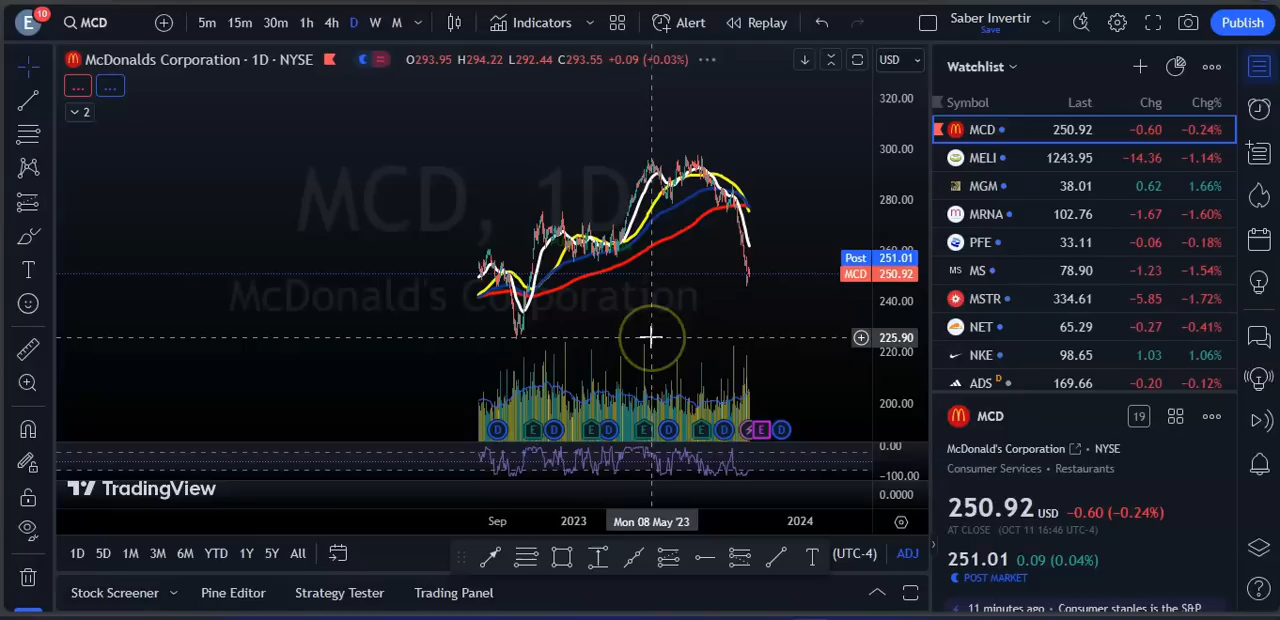 E 10 MCD 5m 15m 30m 1h 4h D W M Indicators Alert Replay Saber Invertir Save Publish
McDonalds Corporation · 1D · NYSE O293.95 H294.22 L292.44 C293.55 +0.09 (+0.03%) USD
... ...
2
MCD, 1D
McDonald's Corporation
320.00
300.00
280.00
260.00
Post 251.01
MCD 250.92
240.00
225.90
220.00
200.00
D E D E D E D E D E D
0.00
−100.00
0.0000
TradingView
Sep 2023 Mon 08 May '23 2024
1D 5D 1M 3M 6M YTD 1Y 5Y All T (UTC-4) ADJ
Stock Screener Pine Editor Strategy Tester Trading Panel
Watchlist
Symbol Last Chg Chg%
MCD 250.92 −0.60 −0.24%
MELI 1243.95 −14.36 −1.14%
MGM 38.01 0.62 1.66%
MRNA 102.76 −1.67 −1.60%
PFE 33.11 −0.06 −0.18%
MS MS 78.90 −1.23 −1.54%
MSTR 334.61 −5.85 −1.72%
NET 65.29 −0.27 −0.41%
NKE 98.65 1.03 1.06%
ADS D 169.66 −0.20 −0.12%
MCD 19
McDonald's Corporation · NYSE
Consumer Services · Restaurants
250.92 USD −0.60 (−0.24%)
AT CLOSE (OCT 11 16:46 UTC-4)
251.01 0.09 (0.04%)
POST MARKET
11 minutes ago · Consumer staples is the S&P